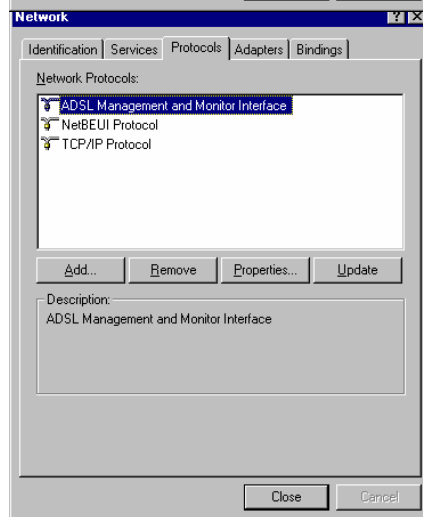 Network
Identification Services Protocols Adapters Bindings
Network Protocols:
ADSL Management and Monitor Interface
NetBEUI Protocol
TCP/IP Protocol
Add... Remove Properties... Update
Description:
ADSL Management and Monitor Interface
Close Cancel